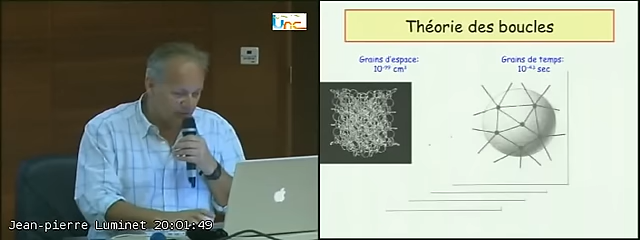 unc
Théorie des boucles
Grains d'espace:
10⁻⁹⁹ cm³
Grains de temps:
10⁻⁴³ sec
Jean-pierre Luminet 20:01:49